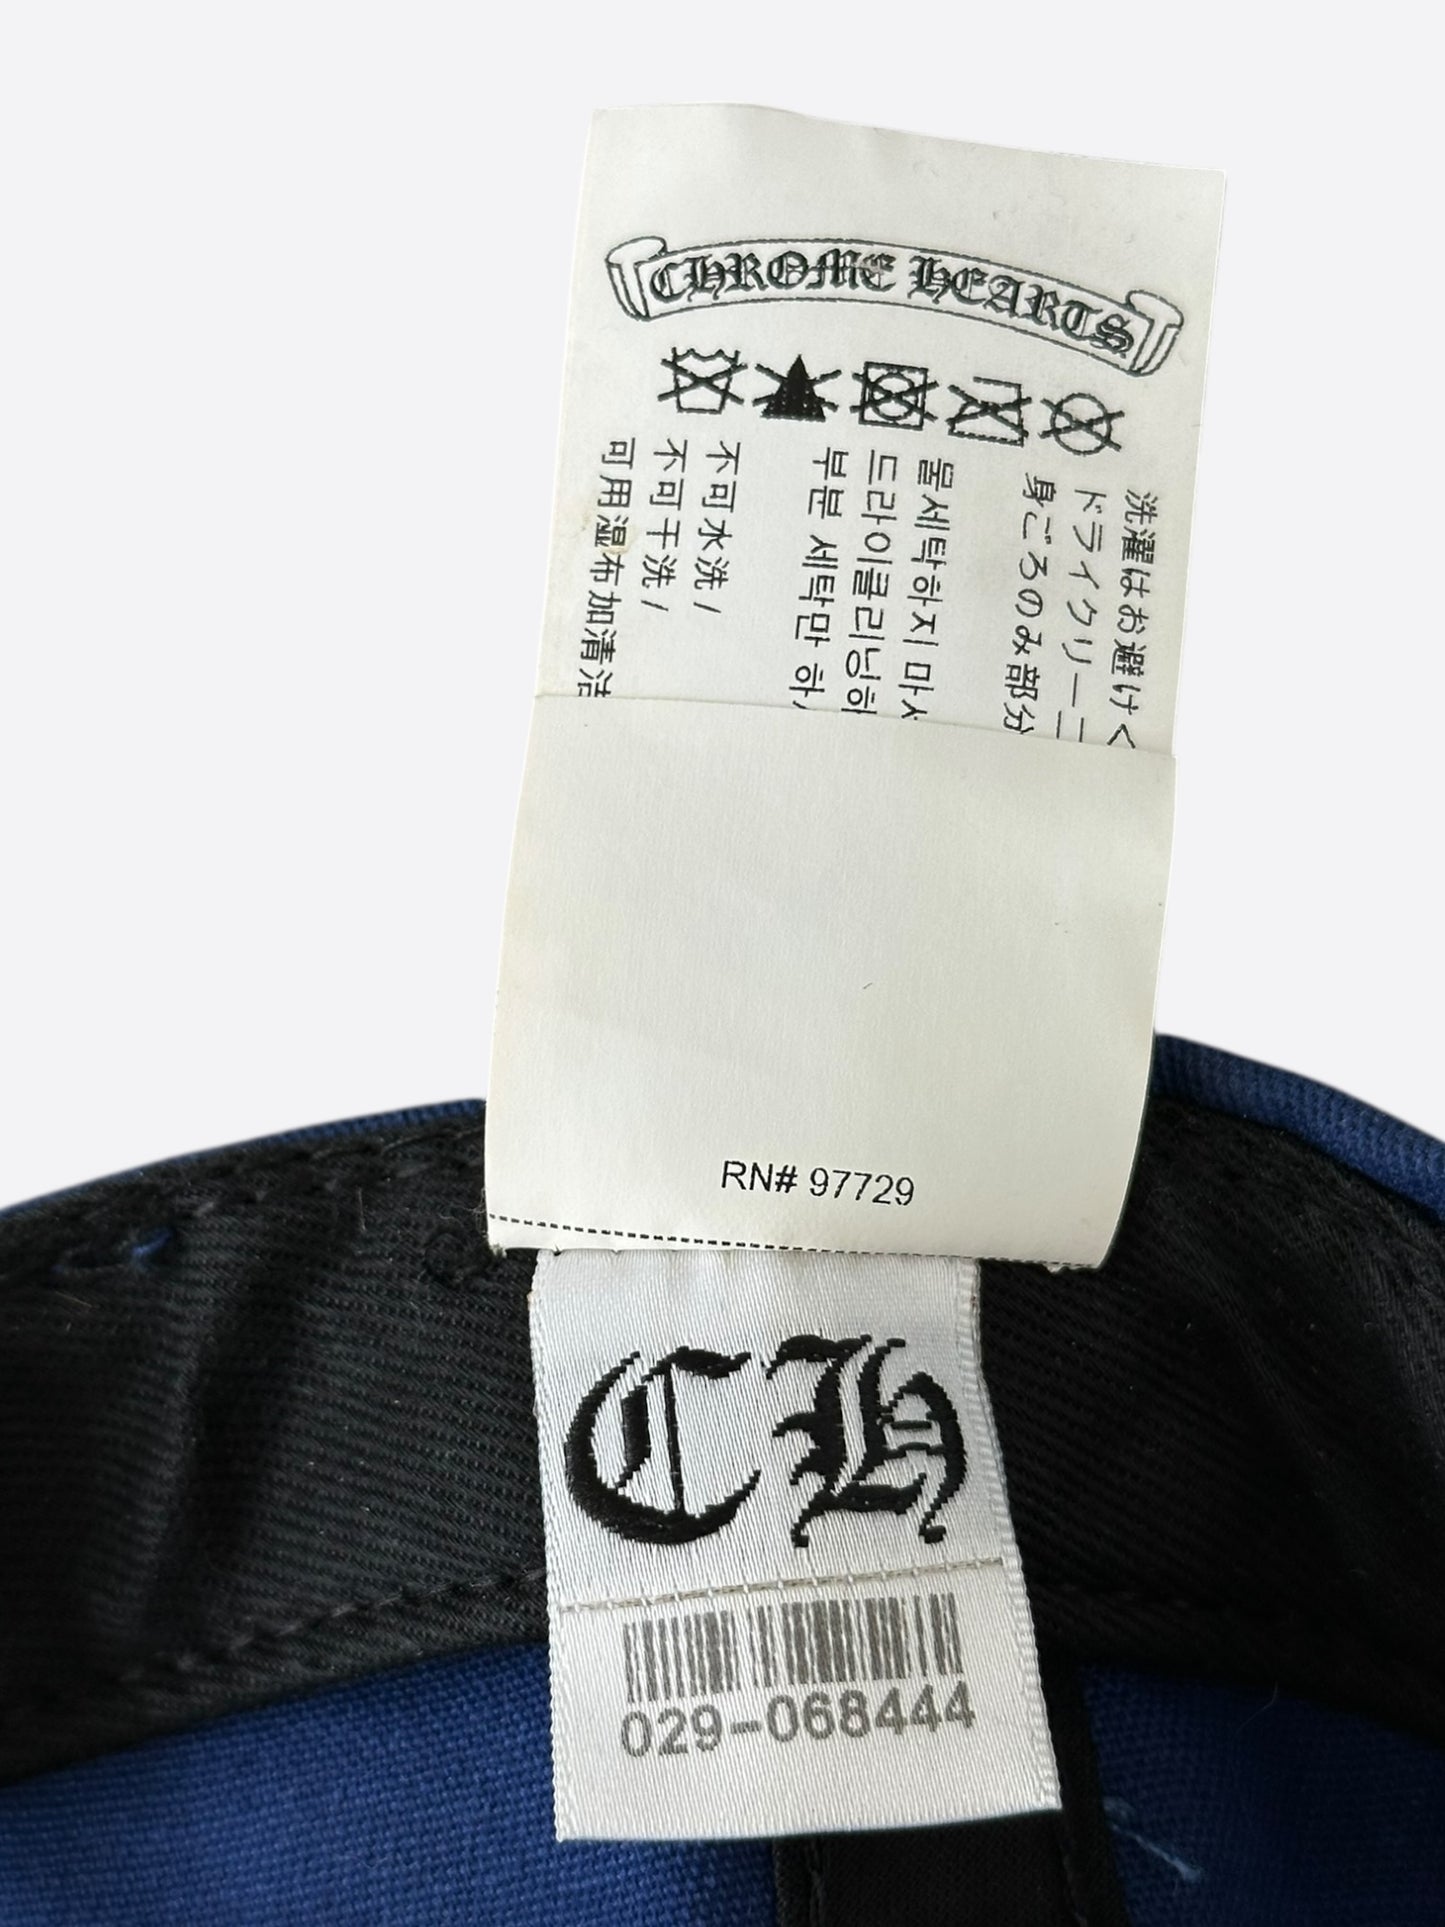 CHROME HEARTS
洗濯はお避けく
ドライクリーニ
身ごろのみ部分
물세탁하지 마
드라이클리닝하
부분 세탁만 하
不可水洗/
不可干洗/
可用湿布加清洁
RN# 97729
CH
029-068444